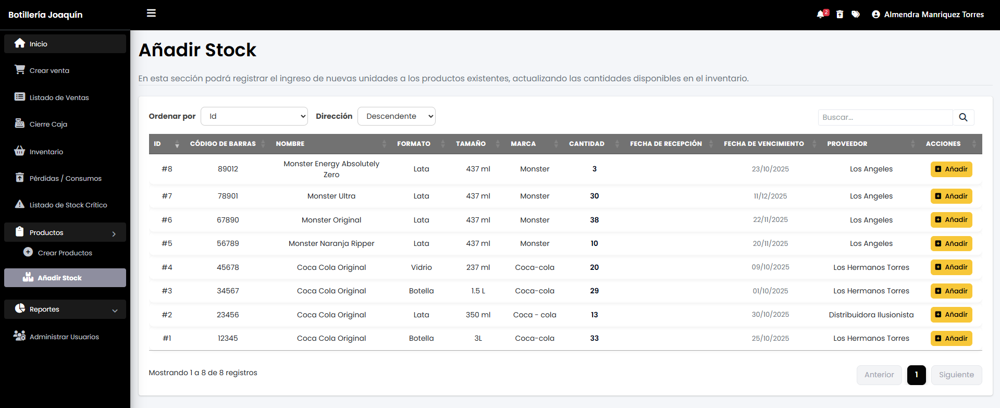 Botillería Joaquín
2
Almendra Manriquez Torres
Inicio
Crear venta
Listado de Ventas
Cierre Caja
Inventario
Pérdidas / Consumos
Listado de Stock Crítico
Productos
Crear Productos
Añadir Stock
Reportes
Administrar Usuarios
Añadir Stock
En esta sección podrá registrar el ingreso de nuevas unidades a los productos existentes, actualizando las cantidades disponibles en el inventario.
Ordenar por Id Dirección Descendente Buscar...
ID CÓDIGO DE BARRAS NOMBRE FORMATO TAMAÑO MARCA CANTIDAD FECHA DE RECEPCIÓN FECHA DE VENCIMIENTO PROVEEDOR ACCIONES
#8 89012 Monster Energy Absolutely Zero Lata 437 ml Monster 3 23/10/2025 Los Angeles Añadir
#7 78901 Monster Ultra Lata 437 ml Monster 30 11/12/2025 Los Angeles Añadir
#6 67890 Monster Original Lata 437 ml Monster 38 22/11/2025 Los Angeles Añadir
#5 56789 Monster Naranja Ripper Lata 437 ml Monster 10 20/11/2025 Los Angeles Añadir
#4 45678 Coca Cola Original Vidrio 237 ml Coca-cola 20 09/10/2025 Los Hermanos Torres Añadir
#3 34567 Coca Cola Original Botella 1.5 L Coca-cola 29 01/10/2025 Los Hermanos Torres Añadir
#2 23456 Coca Cola Original Lata 350 ml Coca - cola 13 30/10/2025 Distribuidora Ilusionista Añadir
#1 12345 Coca Cola Original Botella 3L Coca-cola 33 25/10/2025 Los Hermanos Torres Añadir
Mostrando 1 a 8 de 8 registros
Anterior 1 Siguiente